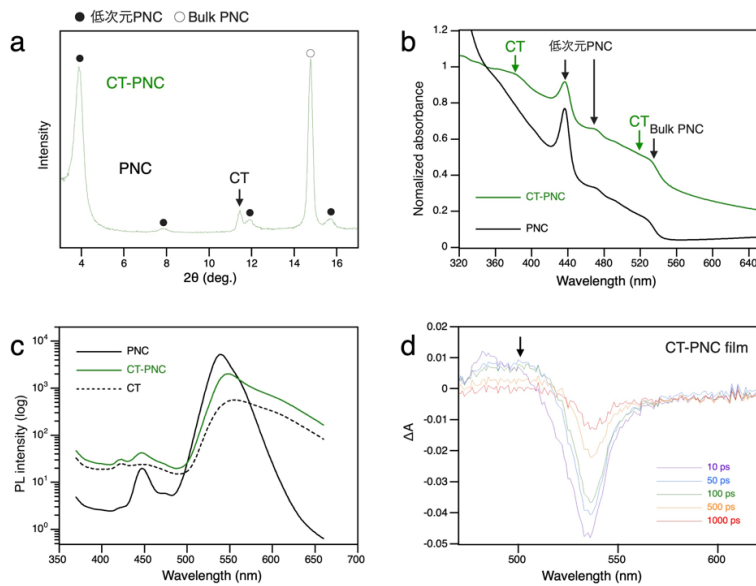 ● 低次元PNC ○ Bulk PNC
a
CT-PNC
PNC
CT
Intensity
4 6 8 10 12 14 16
2θ (deg.)
b
CT
低次元PNC
CT
Bulk PNC
Nomalized absorbance
1.2
1
0.8
0.6
0.4
0.2
0
CT-PNC
PNC
320 360 400 440 480 520 560 600 640
Wavelength (nm)
c
PL intensity (log)
10⁵
10⁴
10³
10²
10¹
10⁰
PNC
CT-PNC
CT
350 400 450 500 550 600 650 700
Wavelength (nm)
d
CT-PNC film
ΔA
0.02
0.01
0
-0.01
-0.02
-0.03
-0.04
-0.05
10 ps
50 ps
100 ps
500 ps
1000 ps
500 550 600
Wavelength (nm)